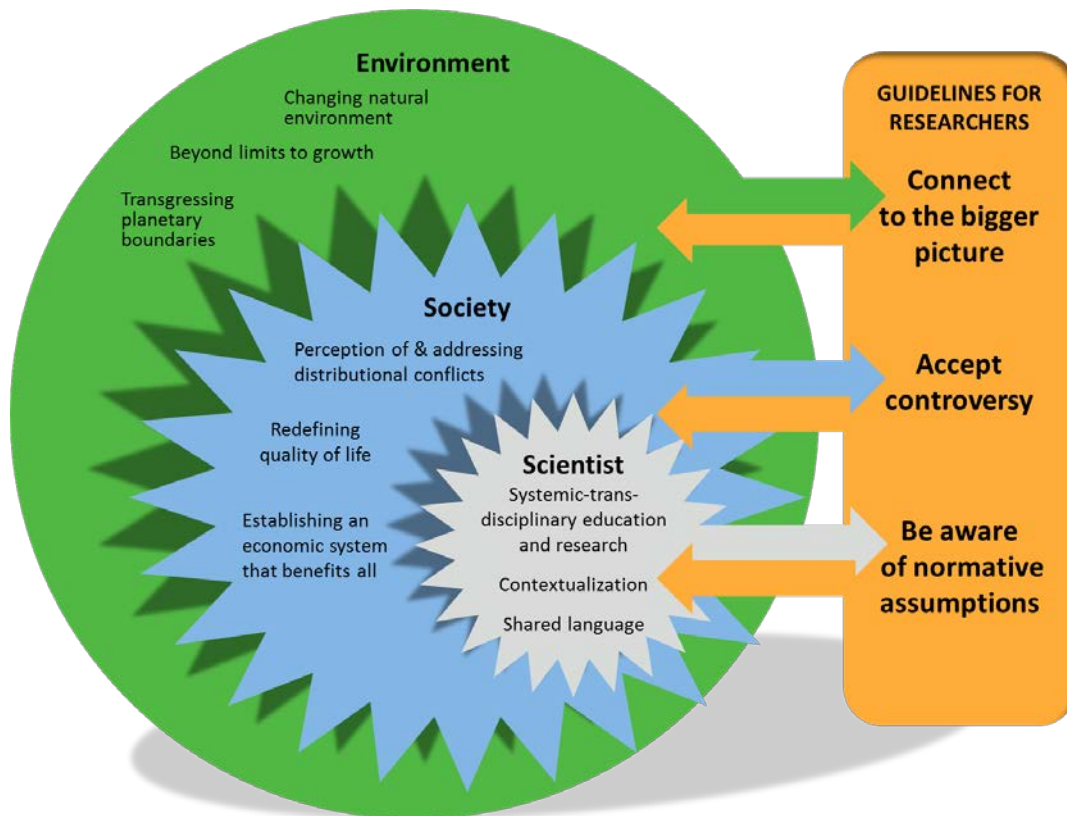 Environment
Changing natural
environment
Beyond limits to growth
Transgressing
planetary
boundaries
Society
Perception of & addressing
distributional conflicts
Redefining
quality of life
Establishing an
economic system
that benefits all
Scientist
Systemic-trans-
disciplinary education
and research
Contextualization
Shared language
GUIDELINES FOR
RESEARCHERS
Connect
to the bigger
picture
Accept
controversy
Be aware
of normative
assumptions